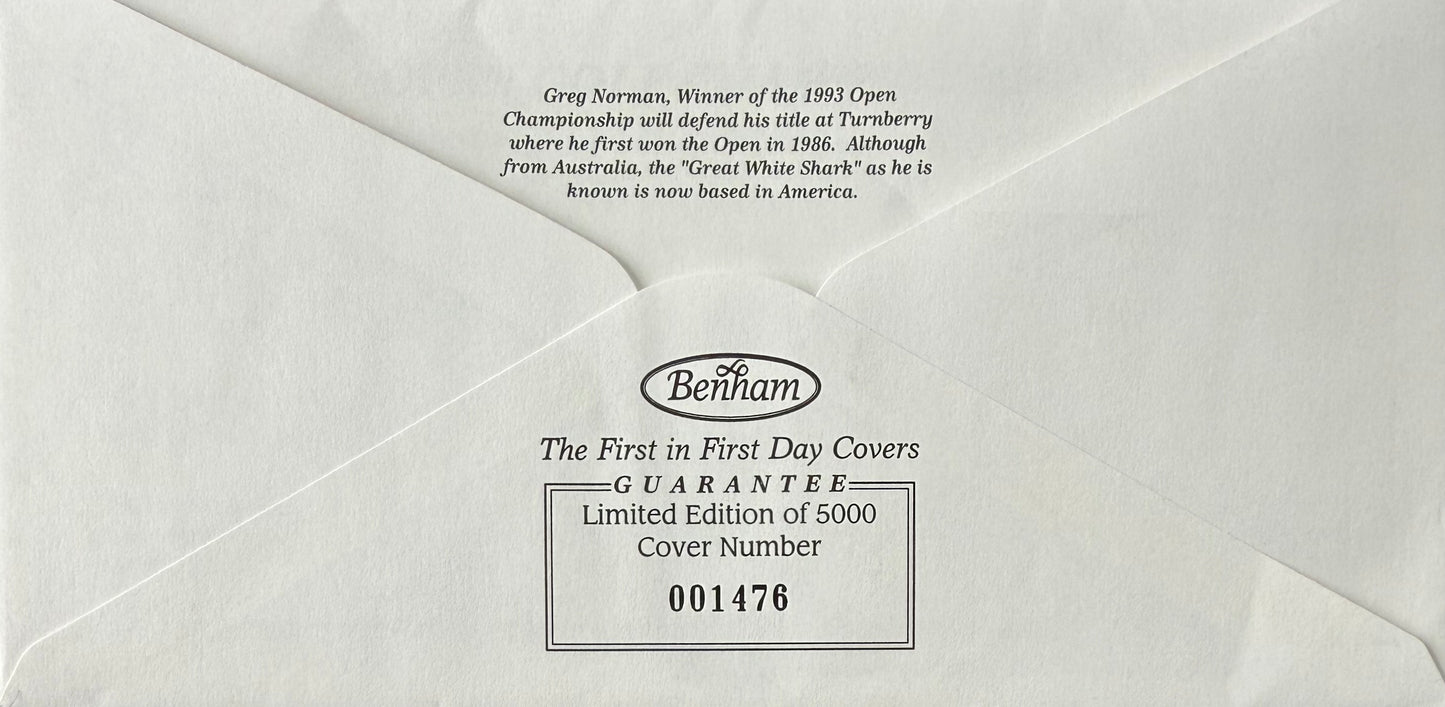 Greg Norman, Winner of the 1993 Open
Championship will defend his title at Turnberry
where he first won the Open in 1986.  Although
from Australia, the "Great White Shark" as he is
known is now based in America.
Benham
The First in First Day Covers
GUARANTEE
Limited Edition of 5000
Cover Number
001476